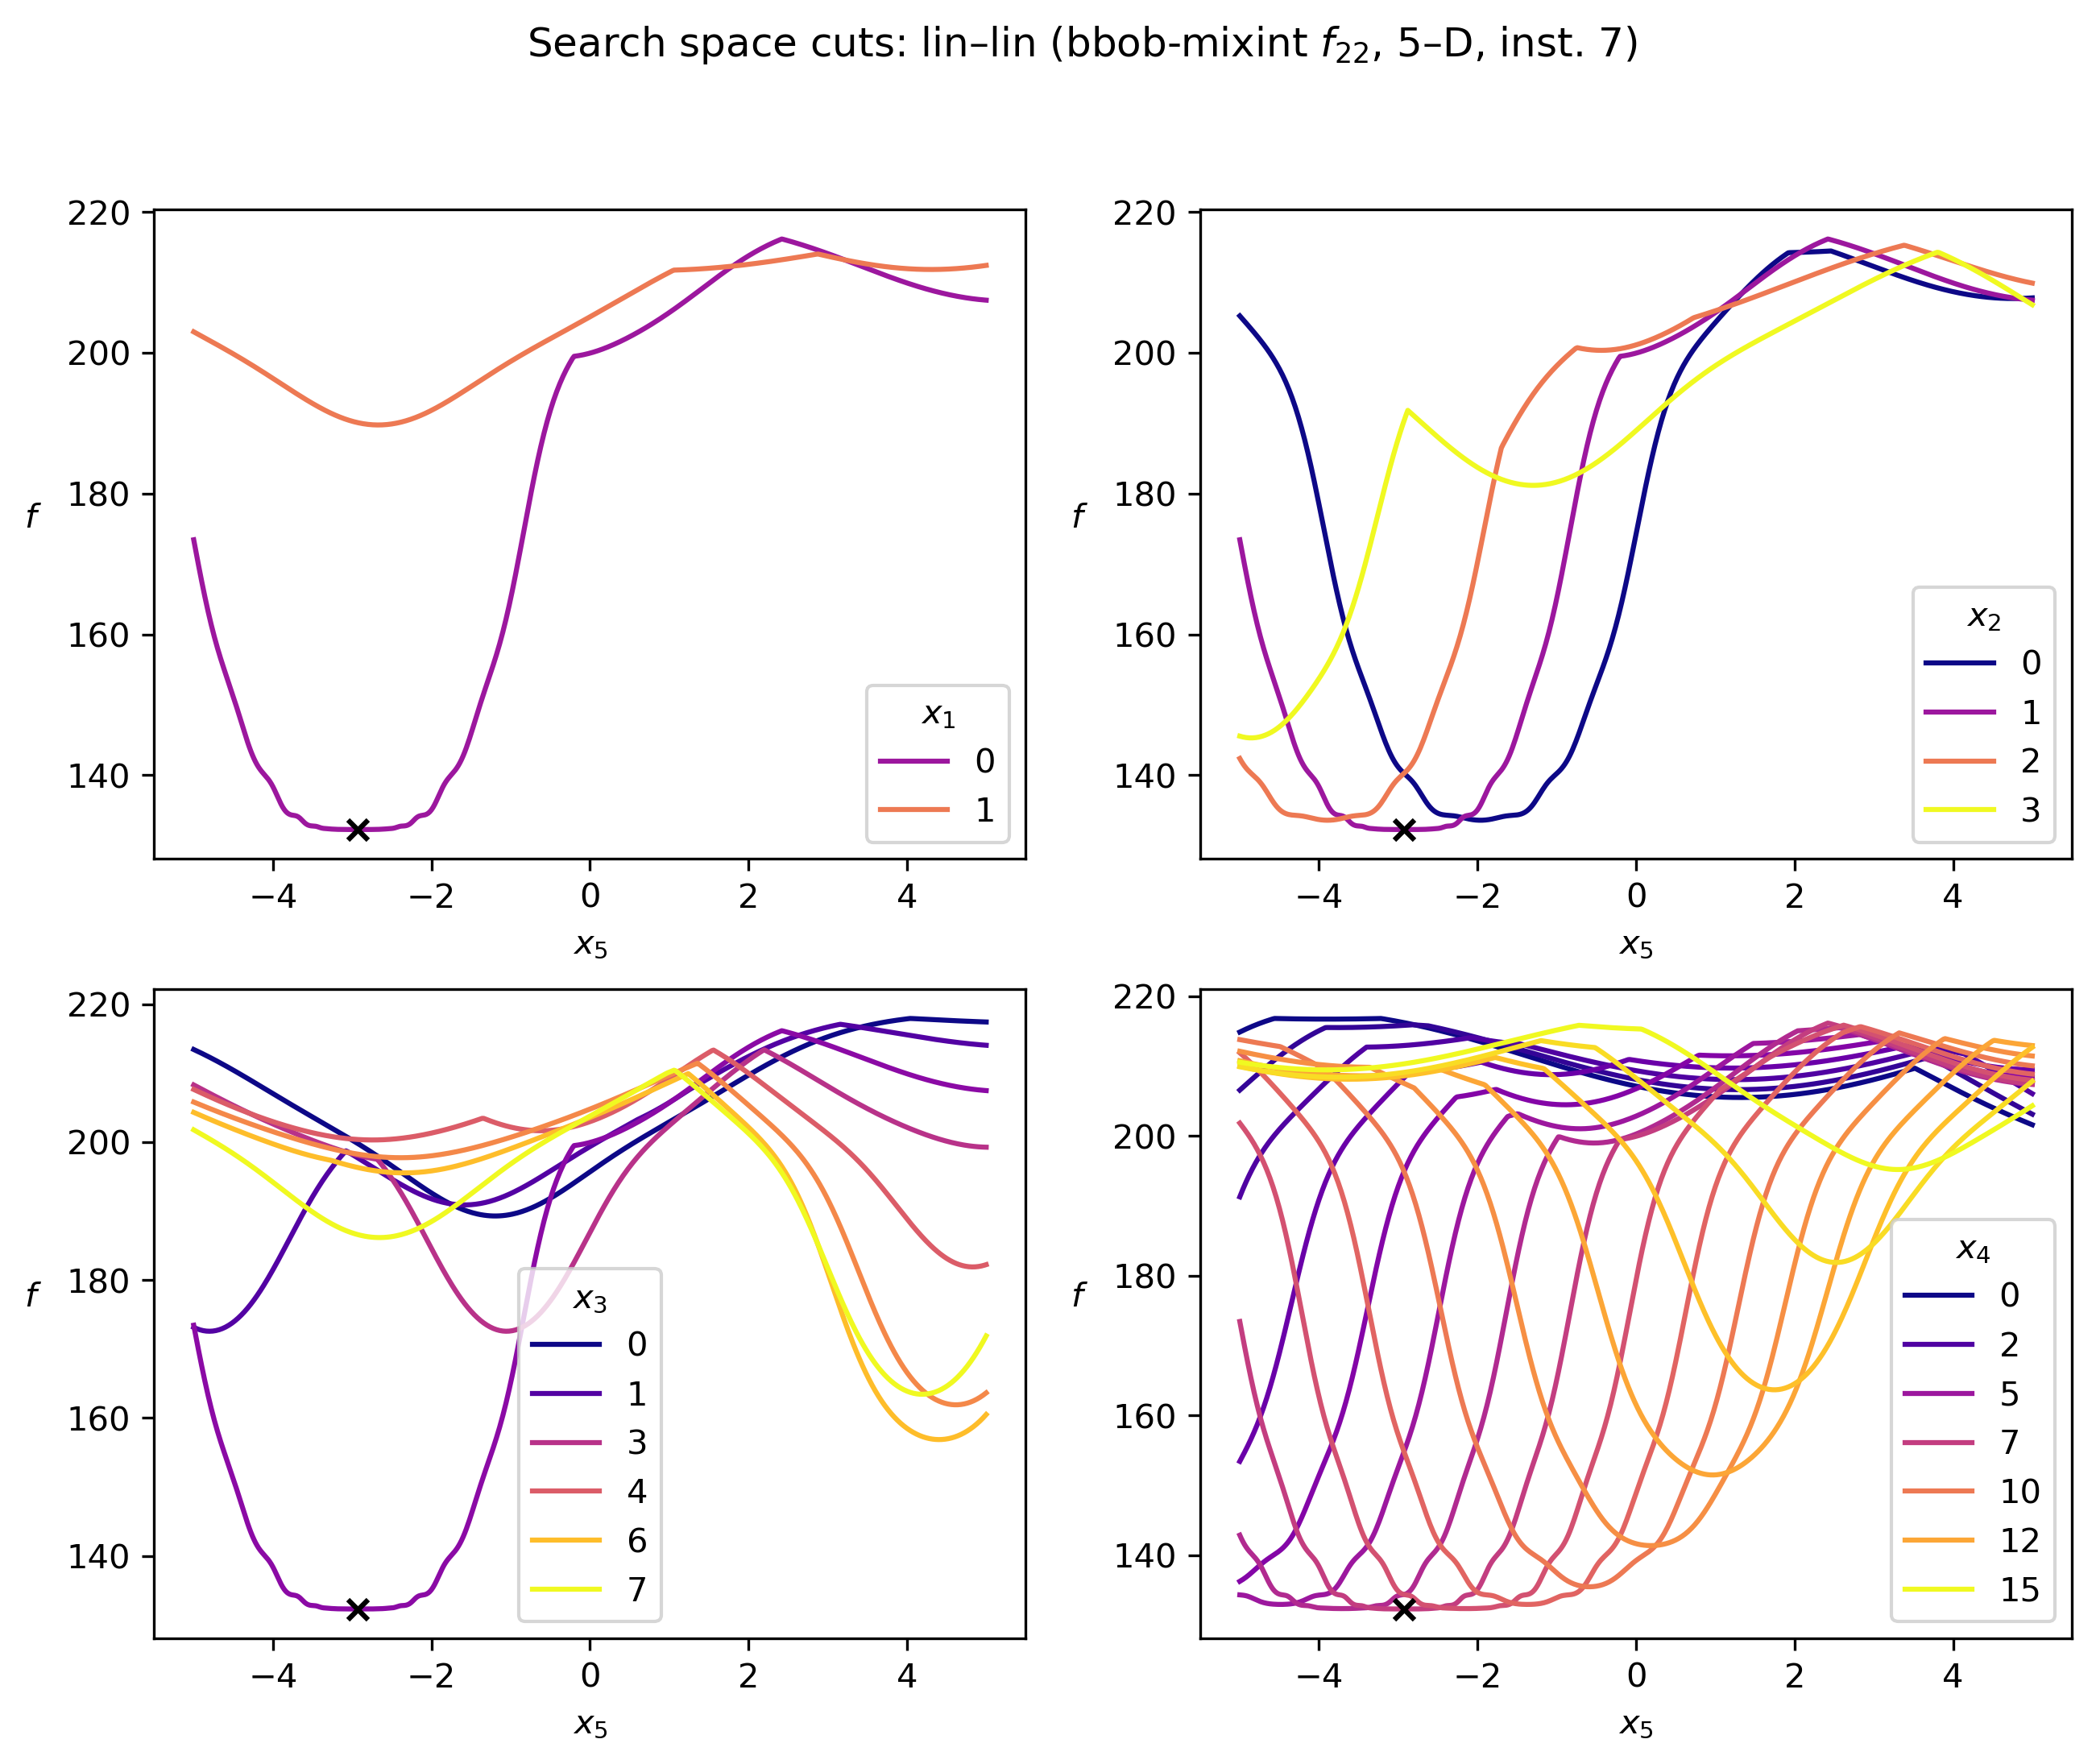 Search space cuts: lin–lin (bbob-mixint f₂₂, 5–D, inst. 7)
220
200
180
160
140
f
−4 −2 0 2 4
x₅
x₁
0
1
220
200
180
160
140
f
−4 −2 0 2 4
x₅
x₂
0
1
2
3
220
200
180
160
140
f
−4 −2 0 2 4
x₅
x₃
0
1
3
4
6
7
220
200
180
160
140
f
−4 −2 0 2 4
x₅
x₄
0
2
5
7
10
12
15